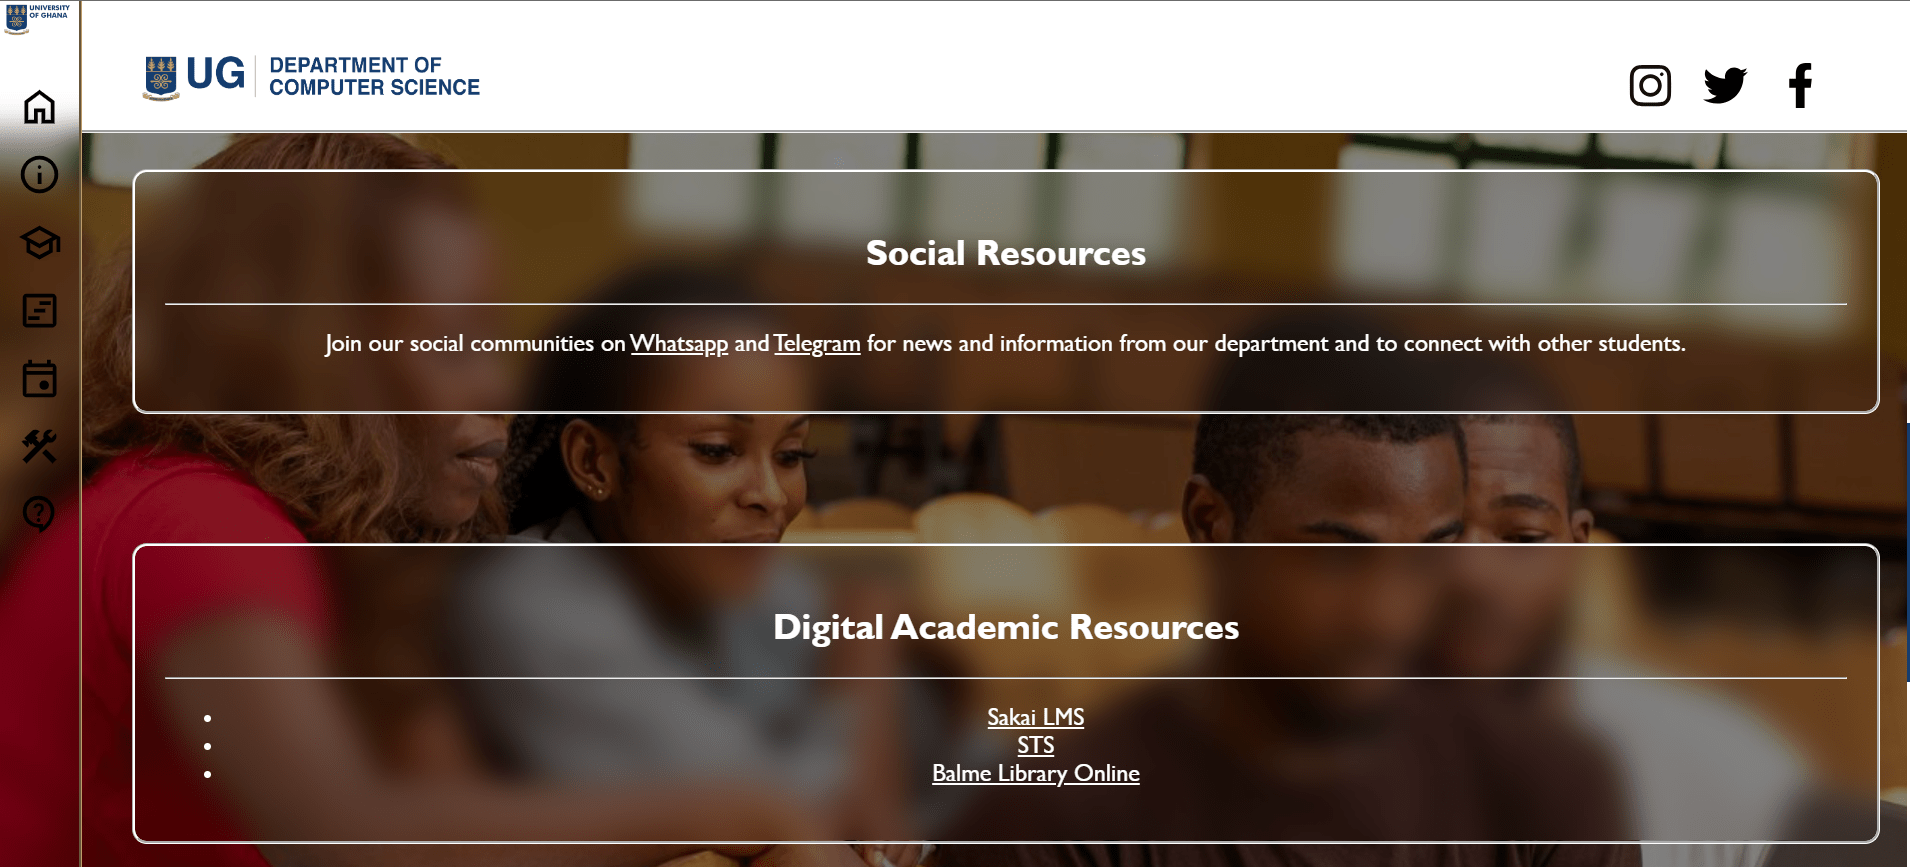 UNIVERSITY
OF GHANA
UG
DEPARTMENT OF
COMPUTER SCIENCE
Social Resources
Join our social communities on Whatsapp and Telegram for news and information from our department and to connect with other students.
Digital Academic Resources
Sakai LMS
STS
Balme Library Online